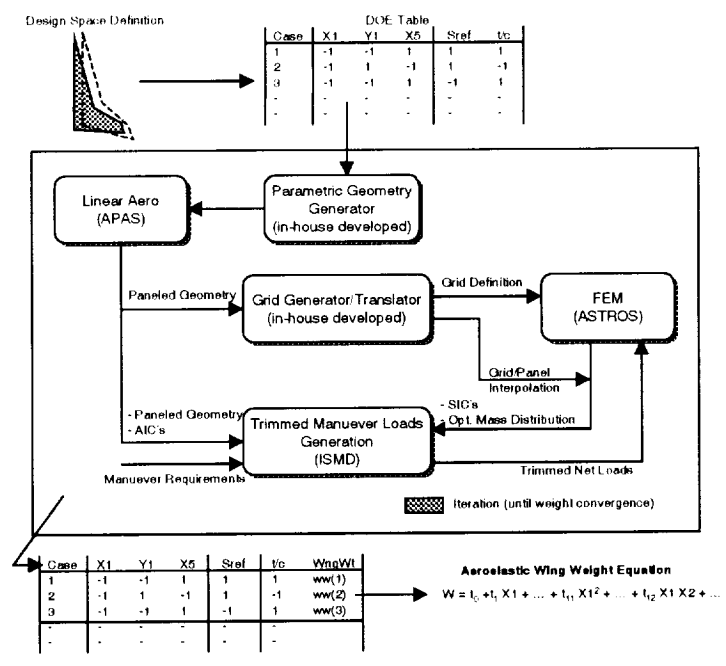 Design Space Definition
DOE Table
Case X1 Y1 X5 Sref t/c
1 -1 -1 1 1 1
2 -1 1 -1 1 -1
3 -1 -1 1 -1 1
- - - - - -
- - - - - -
Linear Aero
(APAS)
Parametric Geometry
Generator
(in-house developed)
Paneled Geometry
Grid Generator/Translator
(in-house developed)
Grid Definition
FEM
(ASTROS)
Grid/Panel
Interpolation
- Paneled Geometry
- AIC's
Trimmed Manuever Loads
Generation
(ISMD)
- SIC's
- Opt. Mass Distribution
Manuever Requirements
Trimmed Net Loads
Iteration (until weight convergence)
Case X1 Y1 X5 Sref t/c WngWt
1 -1 -1 1 1 1 ww(1)
2 -1 1 -1 1 -1 ww(2)
3 -1 -1 1 -1 1 ww(3)
- - - - - -
- - - - - -
Aeroelastic Wing Weight Equation
W = t₀ +t₁ X1 + ... + t₁₁ X1² + ... + t₁₂ X1 X2 + ...